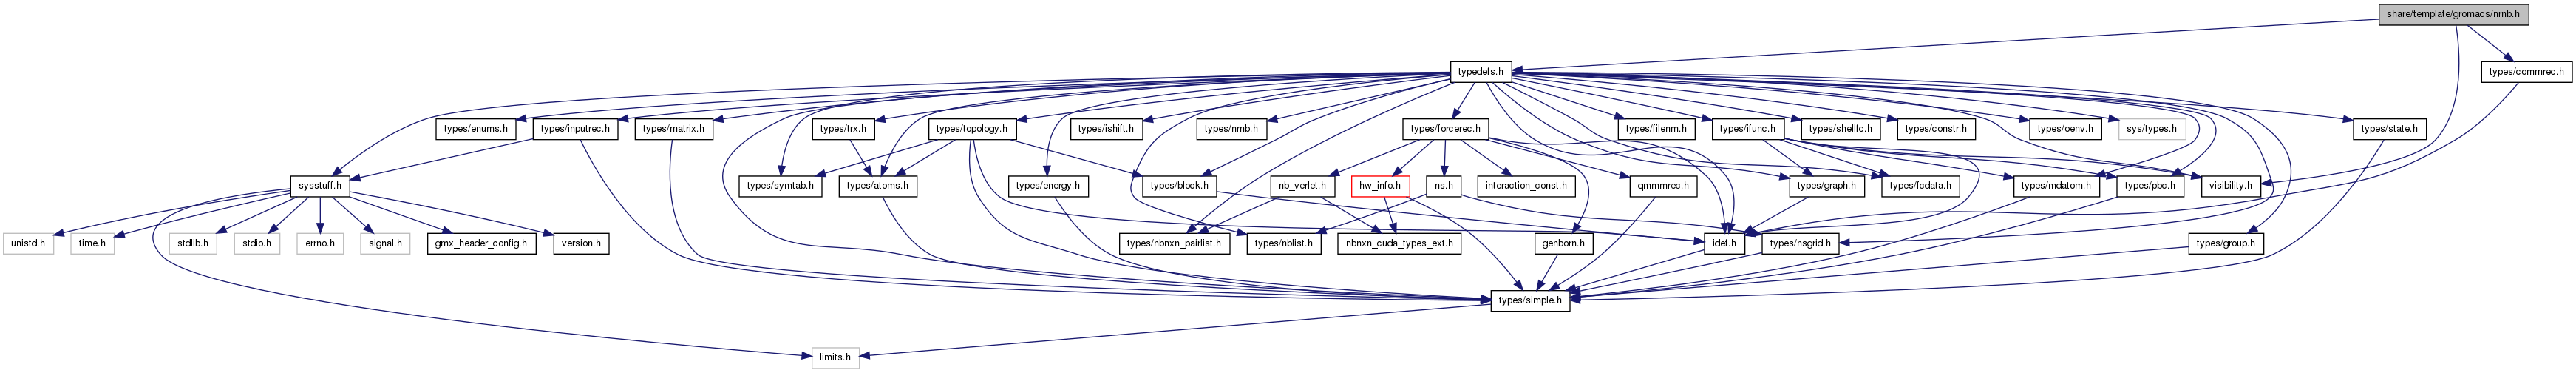 share/template/gromacs/nrnb.h
typedefs.h
types/commrec.h
types/enums.h
types/inputrec.h
types/matrix.h
types/trx.h
types/topology.h
types/ishift.h
types/nrnb.h
types/forcerec.h
types/filenm.h
types/ifunc.h
types/shellfc.h
types/constr.h
types/oenv.h
sys/types.h
types/state.h
sysstuff.h
types/symtab.h
types/atoms.h
types/energy.h
types/block.h
nb_verlet.h
hw_info.h
ns.h
interaction_const.h
qmmmrec.h
types/graph.h
types/fcdata.h
types/mdatom.h
types/pbc.h
visibility.h
unistd.h
time.h
stdlib.h
stdio.h
errno.h
signal.h
gmx_header_config.h
version.h
types/nbnxn_pairlist.h
types/nblist.h
nbnxn_cuda_types_ext.h
genborn.h
idef.h
types/nsgrid.h
types/group.h
types/simple.h
limits.h